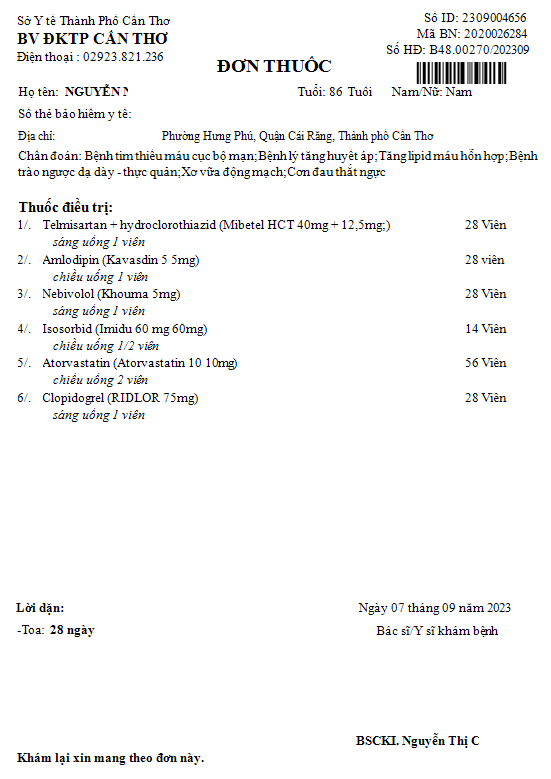 Sở Y tế Thành Phố Cần Thơ
Số ID: 2309004656
BV ĐKTP CẦN THƠ
Mã BN: 2020026284
Điện thoại : 02923.821.236
Số HĐ: B48.00270/202309
ĐƠN THUỐC
Họ tên: NGUYỄN N Tuổi: 86 Tuổi Nam/Nữ: Nam
Số thẻ bảo hiểm y tế:
Địa chỉ: Phường Hưng Phú, Quận Cái Răng, Thành phố Cần Thơ
Chẩn đoán: Bệnh tim thiếu máu cục bộ mạn;Bệnh lý tăng huyết áp;Tăng lipid máu hỗn hợp;Bệnh
trào ngược dạ dày - thực quản;Xơ vữa động mạch;Cơn đau thắt ngực
Thuốc điều trị:
1/. Telmisartan + hydroclorothiazid (Mibetel HCT 40mg + 12,5mg;) 28 Viên
sáng uống 1 viên
2/. Amlodipin (Kavasdin 5 5mg) 28 viên
chiều uống 1 viên
3/. Nebivolol (Khouma 5mg) 28 Viên
sáng uống 1 viên
4/. Isosorbid (Imidu 60 mg 60mg) 14 Viên
chiều uống 1/2 viên
5/. Atorvastatin (Atorvastatin 10 10mg) 56 Viên
chiều uống 2 viên
6/. Clopidogrel (RIDLOR 75mg) 28 Viên
sáng uống 1 viên
Lời dặn:
Ngày 07 tháng 09 năm 2023
-Toa: 28 ngày
Bác sĩ/Y sĩ khám bệnh
BSCKI. Nguyễn Thị C
Khám lại xin mang theo đơn này.